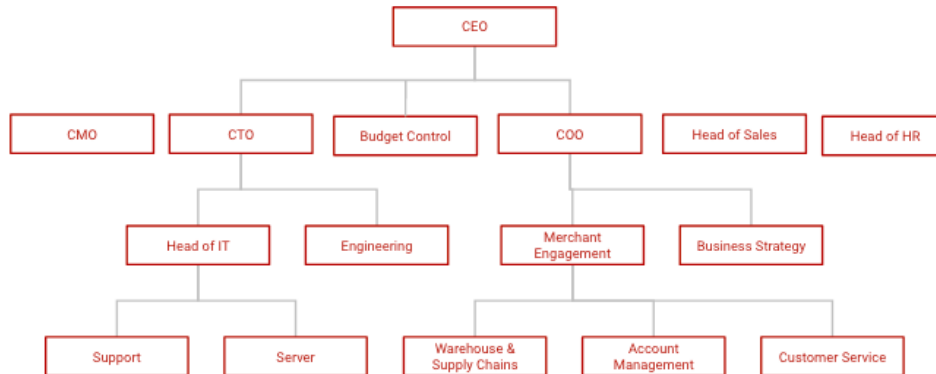 CEO
CMO
CTO
Budget Control
COO
Head of Sales
Head of HR
Head of IT
Engineering
Merchant
Engagement
Business Strategy
Support
Server
Warehouse &
Supply Chains
Account
Management
Customer Service